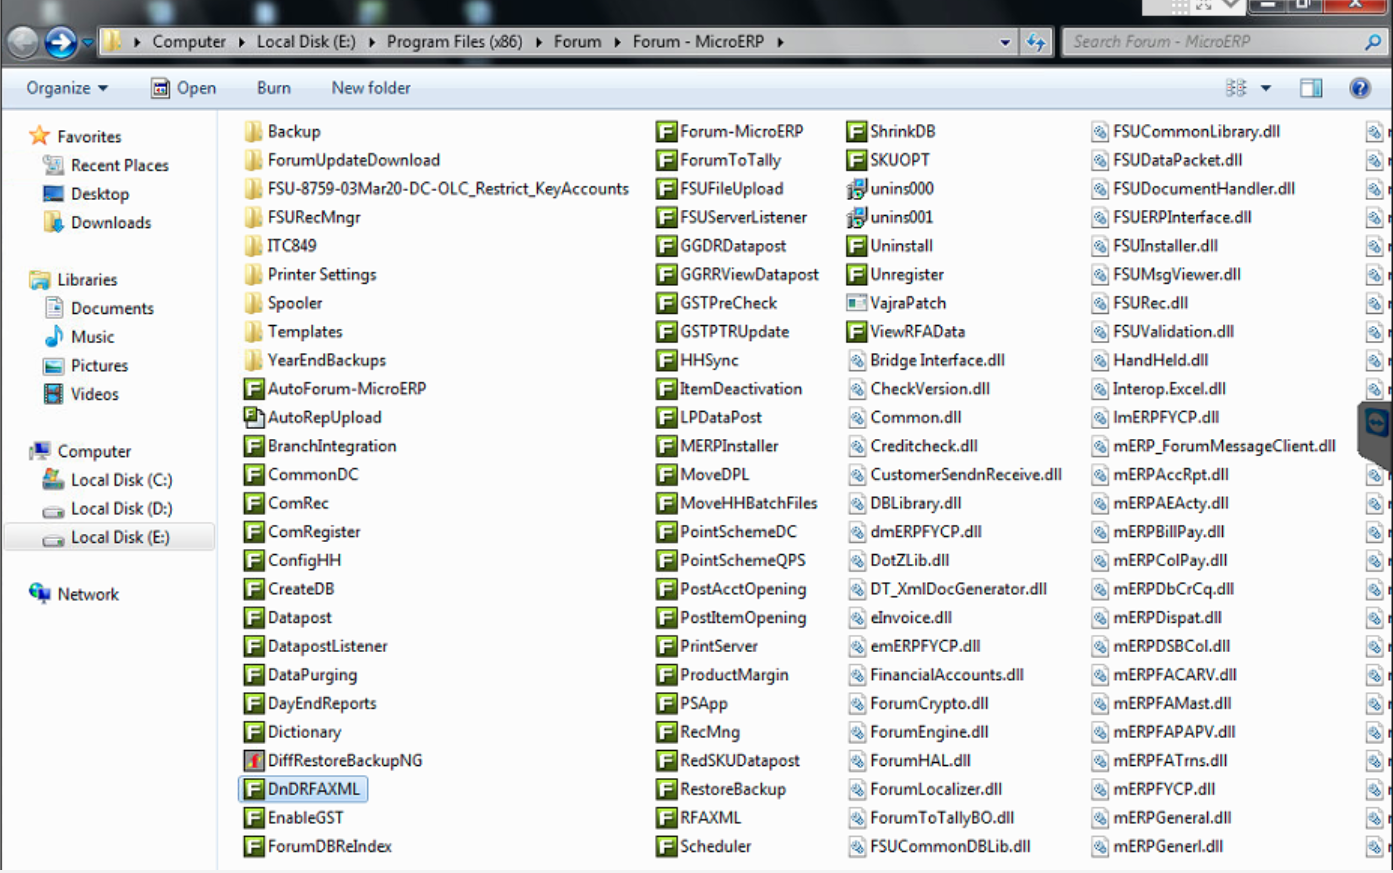 Computer Local Disk (E:) Program Files (x86) Forum Forum - MicroERP
Search Forum - MicroERP
Organize Open Burn New folder
Favorites
Recent Places
Desktop
Downloads
Libraries
Documents
Music
Pictures
Videos
Computer
Local Disk (C:)
Local Disk (D:)
Local Disk (E:)
Network
Backup
ForumUpdateDownload
FSU-8759-03Mar20-DC-OLC_Restrict_KeyAccounts
FSURecMngr
ITC849
Printer Settings
Spooler
Templates
YearEndBackups
AutoForum-MicroERP
AutoRepUpload
BranchIntegration
CommonDC
ComRec
ComRegister
ConfigHH
CreateDB
Datapost
DatapostListener
DataPurging
DayEndReports
Dictionary
DiffRestoreBackupNG
DnDRFAXML
EnableGST
ForumDBReIndex
Forum-MicroERP
ForumToTally
FSUFileUpload
FSUServerListener
GGDRDatapost
GGRRViewDatapost
GSTPreCheck
GSTPTRUpdate
HHSync
ItemDeactivation
LPDataPost
MERPInstaller
MoveDPL
MoveHHBatchFiles
PointSchemeDC
PointSchemeQPS
PostAcctOpening
PostItemOpening
PrintServer
ProductMargin
PSApp
RecMng
RedSKUDatapost
RestoreBackup
RFAXML
Scheduler
ShrinkDB
SKUOPT
unins000
unins001
Uninstall
Unregister
VajraPatch
ViewRFAData
Bridge Interface.dll
CheckVersion.dll
Common.dll
Creditcheck.dll
CustomerSendnReceive.dll
DBLibrary.dll
dmERPFYCP.dll
DotZLib.dll
DT_XmlDocGenerator.dll
eInvoice.dll
emERPFYCP.dll
FinancialAccounts.dll
ForumCrypto.dll
ForumEngine.dll
ForumHAL.dll
ForumLocalizer.dll
ForumToTallyBO.dll
FSUCommonDBLib.dll
FSUCommonLibrary.dll
FSUDataPacket.dll
FSUDocumentHandler.dll
FSUERPInterface.dll
FSUInstaller.dll
FSUMsgViewer.dll
FSURec.dll
FSUValidation.dll
HandHeld.dll
Interop.Excel.dll
ImERPFYCP.dll
mERP_ForumMessageClient.dll
mERPAccRpt.dll
mERPAEActy.dll
mERPBillPay.dll
mERPColPay.dll
mERPDbCrCq.dll
mERPDispat.dll
mERPDSBCol.dll
mERPFACARV.dll
mERPFAMast.dll
mERPFAPAPV.dll
mERPFATrns.dll
mERPFYCP.dll
mERPGeneral.dll
mERPGenerl.dll